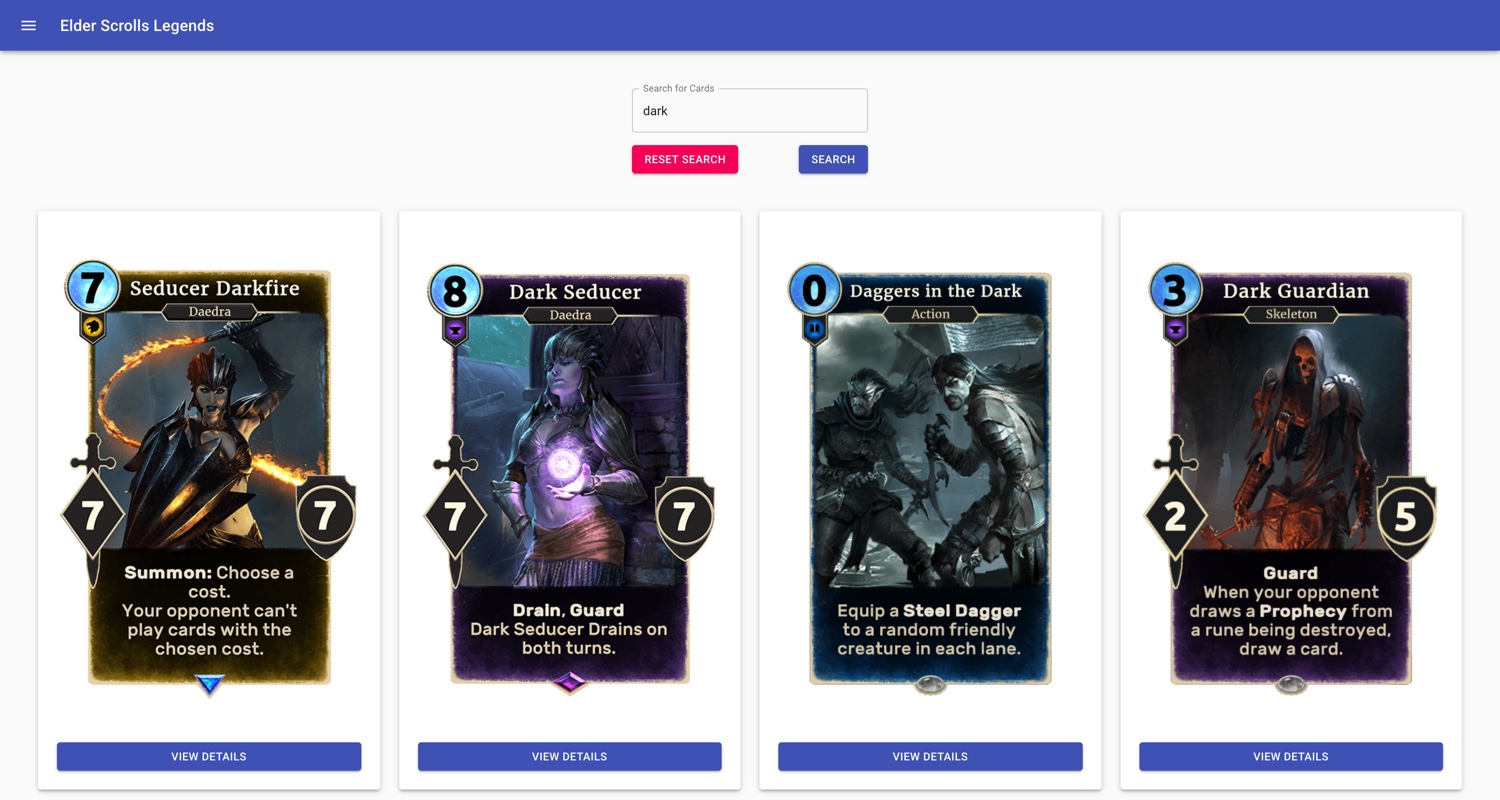 Elder Scrolls Legends
Search for Cards
dark
RESET SEARCH
SEARCH
7
Seducer Darkfire
Daedra
7
7
Summon: Choose a
cost.
Your opponent can't
play cards with the
chosen cost.
VIEW DETAILS
8
Dark Seducer
Daedra
7
7
Drain, Guard
Dark Seducer Drains on
both turns.
VIEW DETAILS
0
Daggers in the Dark
Action
Equip a Steel Dagger
to a random friendly
creature in each lane.
VIEW DETAILS
3
Dark Guardian
Skeleton
2
5
Guard
When your opponent
draws a Prophecy from
a rune being destroyed,
draw a card.
VIEW DETAILS